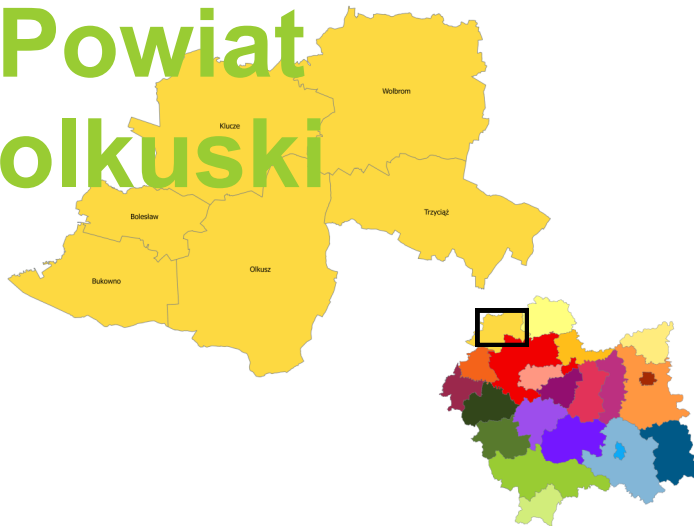 Powiat
olkuski
Wolbrom
Klucze
Trzyciąż
Bolesław
Olkusz
Bukowno